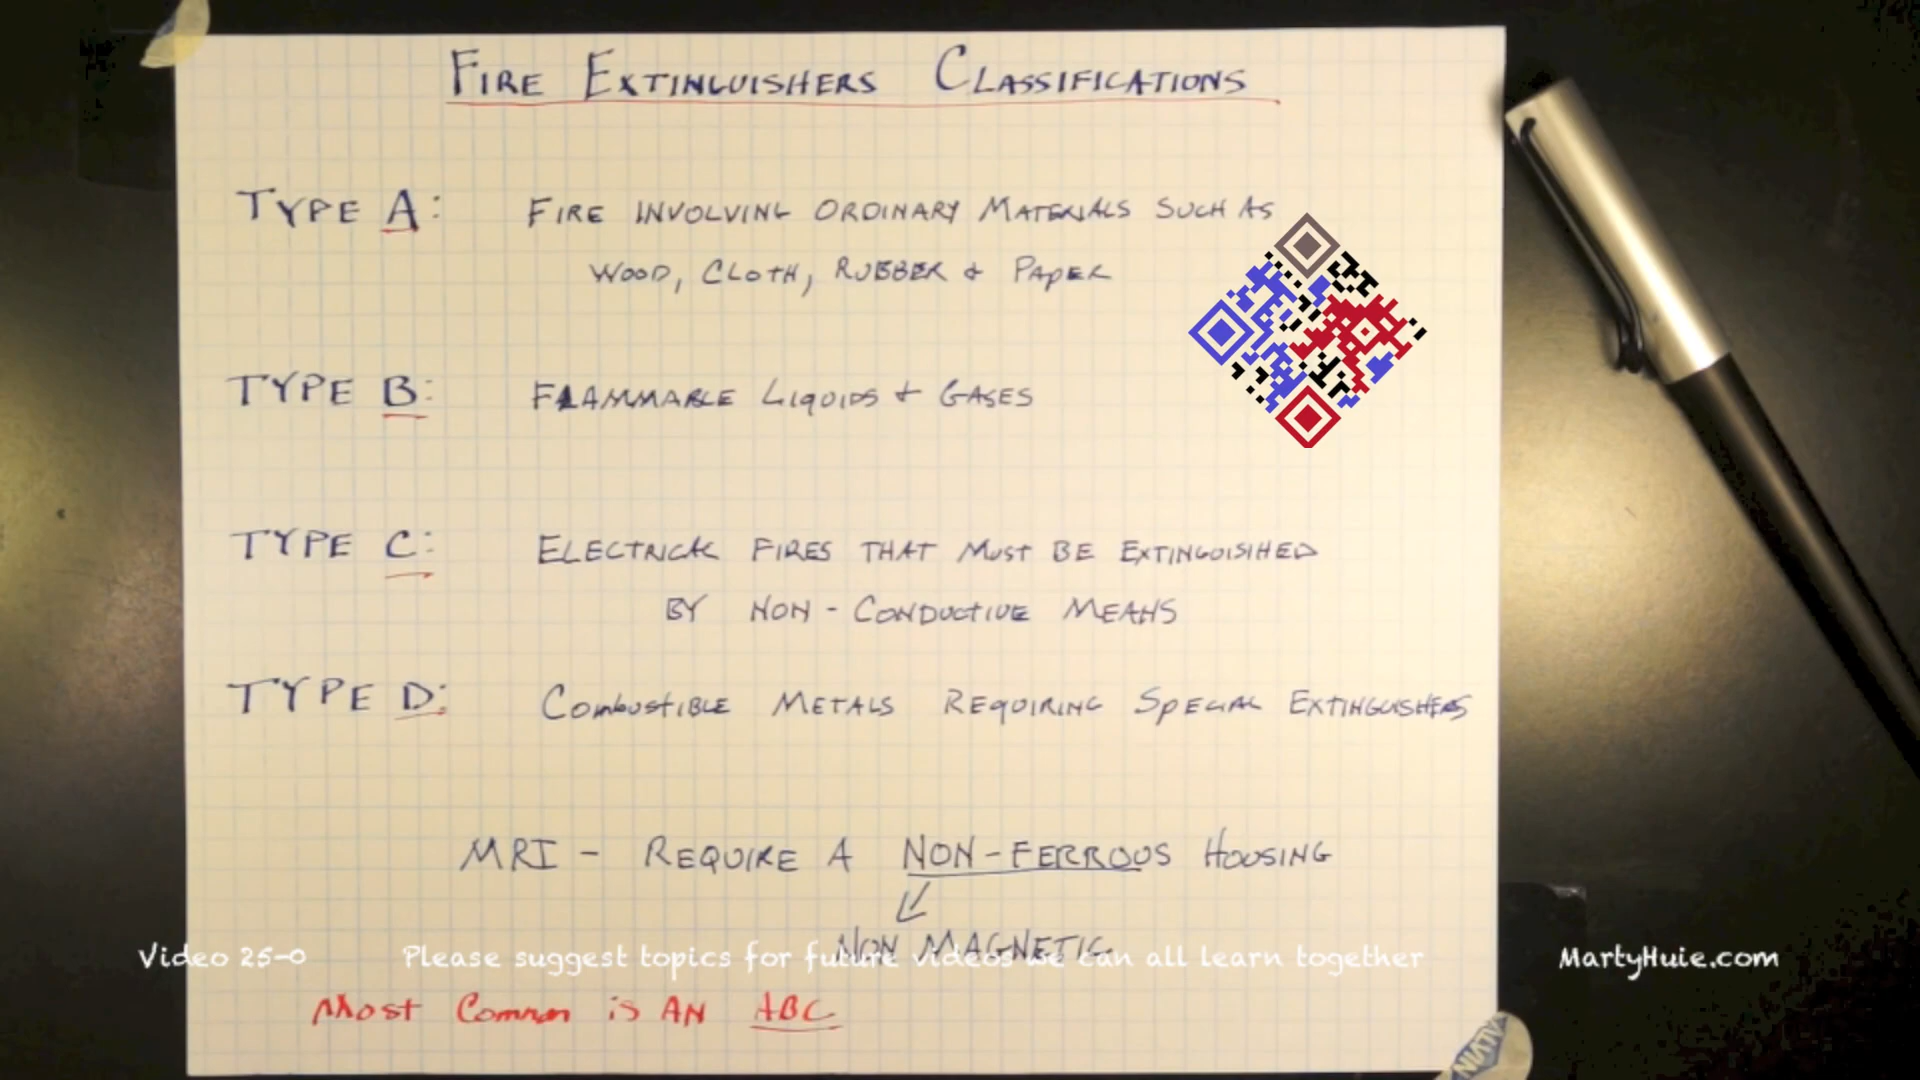 FIRE EXTINGUISHERS CLASSIFICATIONS
TYPE A: FIRE INVOLVING ORDINARY MATERIALS SUCH AS
WOOD, CLOTH, RUBBER & PAPER
TYPE B: FLAMMABLE LIQUIDS & GASES
TYPE C: ELECTRICAL FIRES THAT MUST BE EXTINGUISIHED
BY NON-CONDUCTIVE MEANS
TYPE D: COMBUSTIBLE METALS REQUIRING SPECIAL EXTINGUISHERS
MRI - REQUIRE A NON-FERROUS HOUSING
NON MAGNETIC
Video 25-0 Please suggest topics for future videos we can all learn together MartyHuie.com
MOST COMMON IS AN ABC
ALVIN